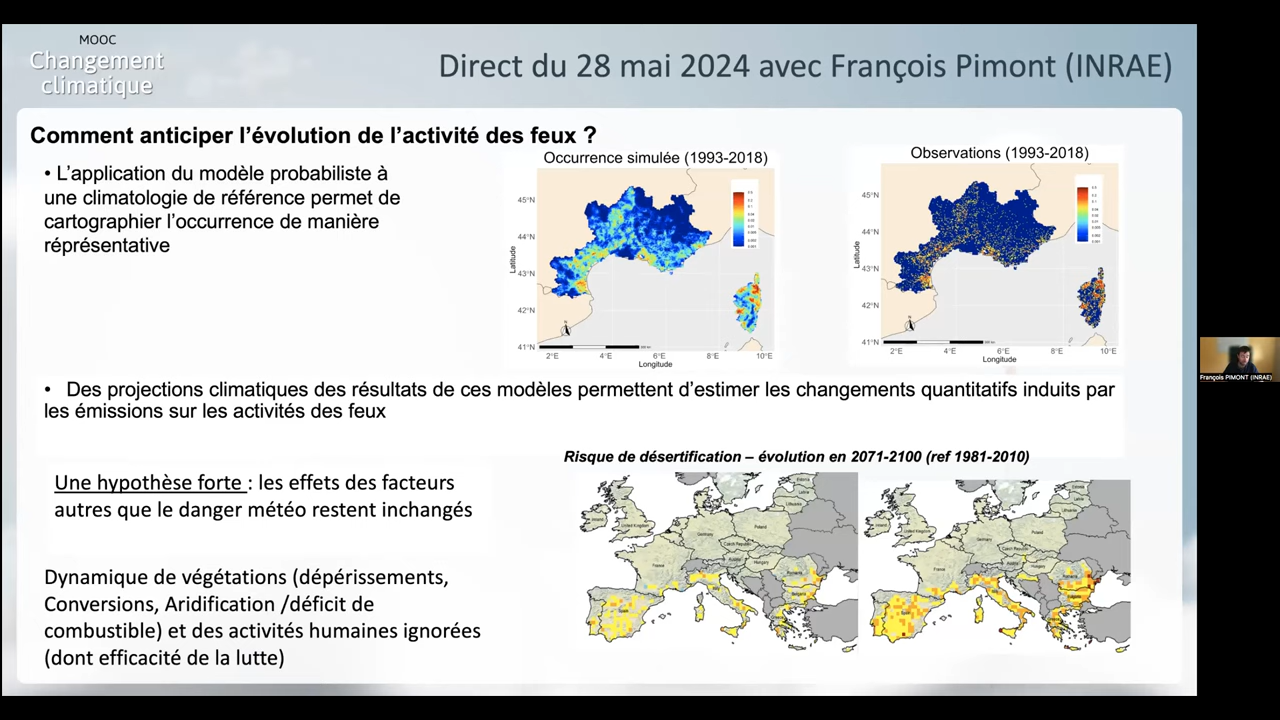 MOOC
Changement
climatique
Direct du 28 mai 2024 avec François Pimont (INRAE)
Comment anticiper l’évolution de l’activité des feux ?
• L’application du modèle probabiliste à
une climatologie de référence permet de
cartographier l’occurrence de manière
réprésentative
Occurrence simulée (1993-2018)
45°N
44°N
43°N
42°N
41°N
Latitude
2°E 4°E 6°E 8°E 10°E
Longitude
Observations (1993-2018)
45°N
44°N
43°N
42°N
41°N
Latitude
2°E 4°E 6°E 8°E 10°E
Longitude
• Des projections climatiques des résultats de ces modèles permettent d’estimer les changements quantitatifs induits par
les émissions sur les activités des feux
Une hypothèse forte : les effets des facteurs
autres que le danger météo restent inchangés
Dynamique de végétations (dépérissements,
Conversions, Aridification /déficit de
combustible) et des activités humaines ignorées
(dont efficacité de la lutte)
Risque de désertification – évolution en 2071-2100 (ref 1981-2010)
François PIMONT (INRAE)